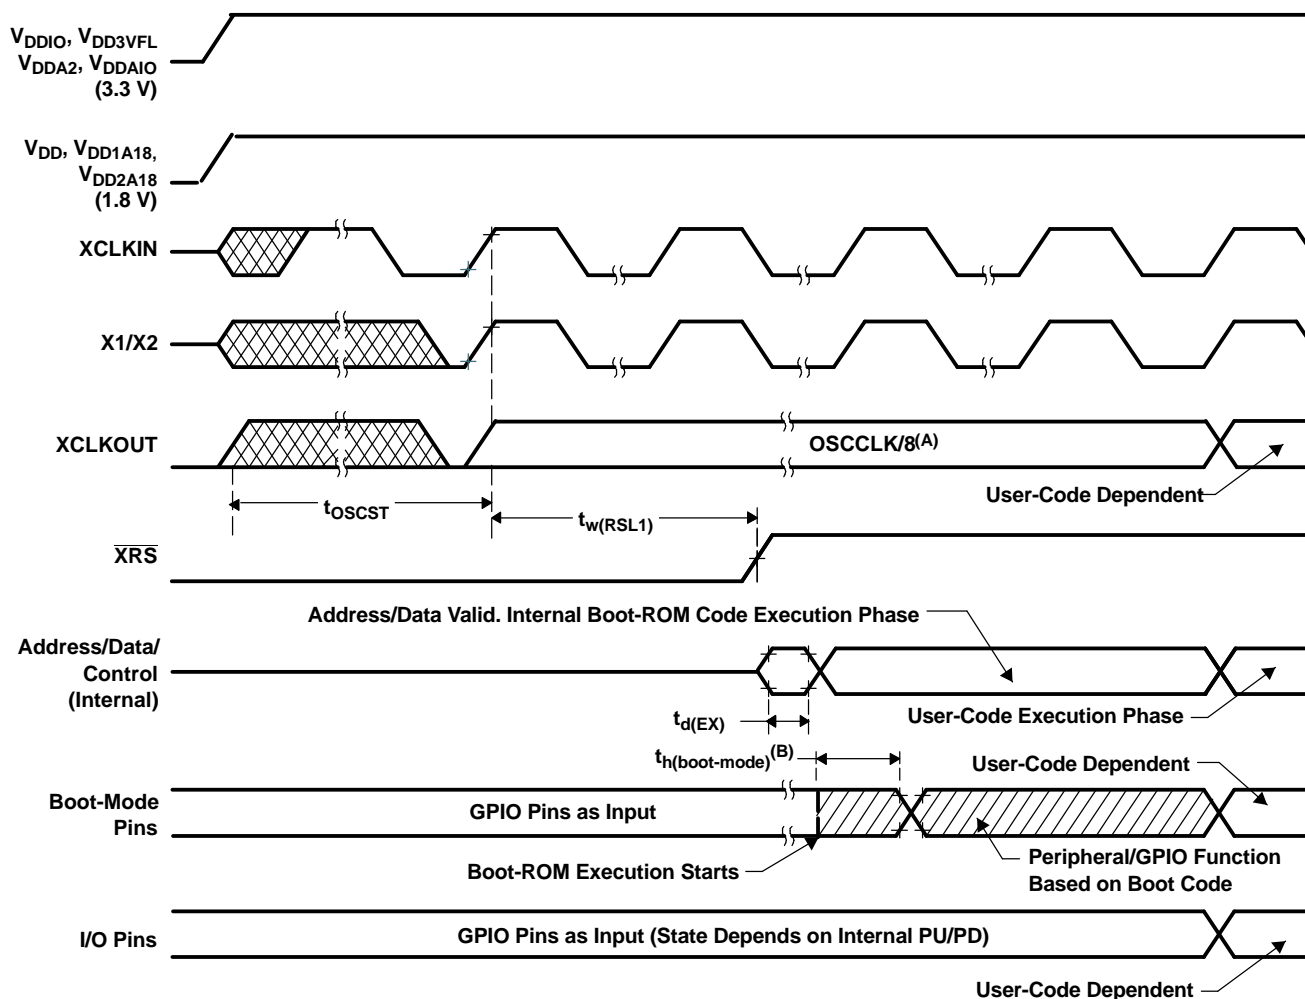 VDDIO, VDD3VFL
VDDA2, VDDAIO
(3.3 V)
VDD, VDD1A18,
VDD2A18
(1.8 V)
XCLKIN
X1/X2
XCLKOUT
OSCCLK/8(A)
User-Code Dependent
tOSCST
tw(RSL1)
XRS
Address/Data Valid. Internal Boot-ROM Code Execution Phase
Address/Data/
Control
(Internal)
td(EX)
User-Code Execution Phase
th(boot-mode)(B)
User-Code Dependent
Boot-Mode
Pins
GPIO Pins as Input
Boot-ROM Execution Starts
Peripheral/GPIO Function
Based on Boot Code
I/O Pins
GPIO Pins as Input (State Depends on Internal PU/PD)
User-Code Dependent